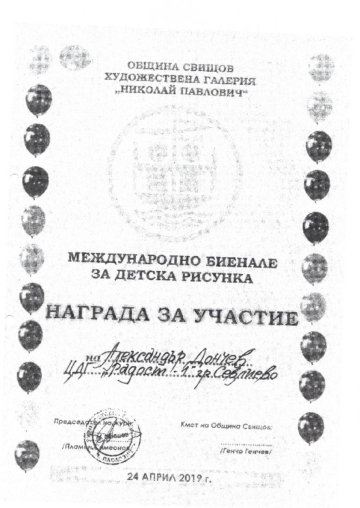 ОБЩИНА СВИЩОВ
ХУДОЖЕСТВЕНА ГАЛЕРИЯ
„НИКОЛАЙ ПАВЛОВИЧ“
МЕЖДУНАРОДНО БИЕНАЛЕ
ЗА ДЕТСКА РИСУНКА
НАГРАДА ЗА УЧАСТИЕ
на Александър Дончев
ЦДГ „Радост“ гр. Севлиево
Председател на жури: Кмет на Община Свищов:
/Генчо Генчев/
24 АПРИЛ 2019 г.